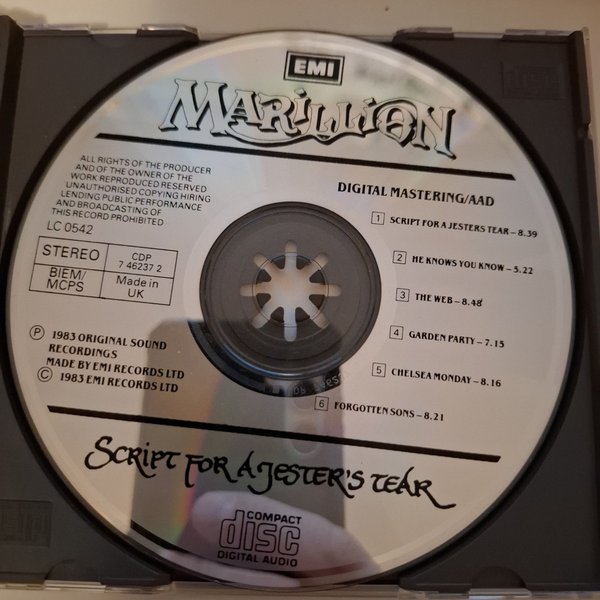 EMI
MARILLION
ALL RIGHTS OF THE PRODUCER
AND OF THE OWNER OF THE
WORK REPRODUCED RESERVED
UNAUTHORISED COPYING HIRING
LENDING PUBLIC PERFORMANCE
AND BROADCASTING OF
THIS RECORD PROHIBITED
LC 0542
STEREO
CDP
7 46237 2
BIEM/
MCPS
Made in
UK
DIGITAL MASTERING/AAD
1 SCRIPT FOR A JESTERS TEAR – 8.39
2 HE KNOWS YOU KNOW – 5.22
3 THE WEB – 8.48
4 GARDEN PARTY – 7.15
5 CHELSEA MONDAY – 8.16
6 FORGOTTEN SONS – 8.21
Ⓟ 1983 ORIGINAL SOUND
RECORDINGS
MADE BY EMI RECORDS LTD
© 1983 EMI RECORDS LTD
SCRIPT FOR A JESTER'S TEAR
COMPACT
disc
DIGITAL AUDIO